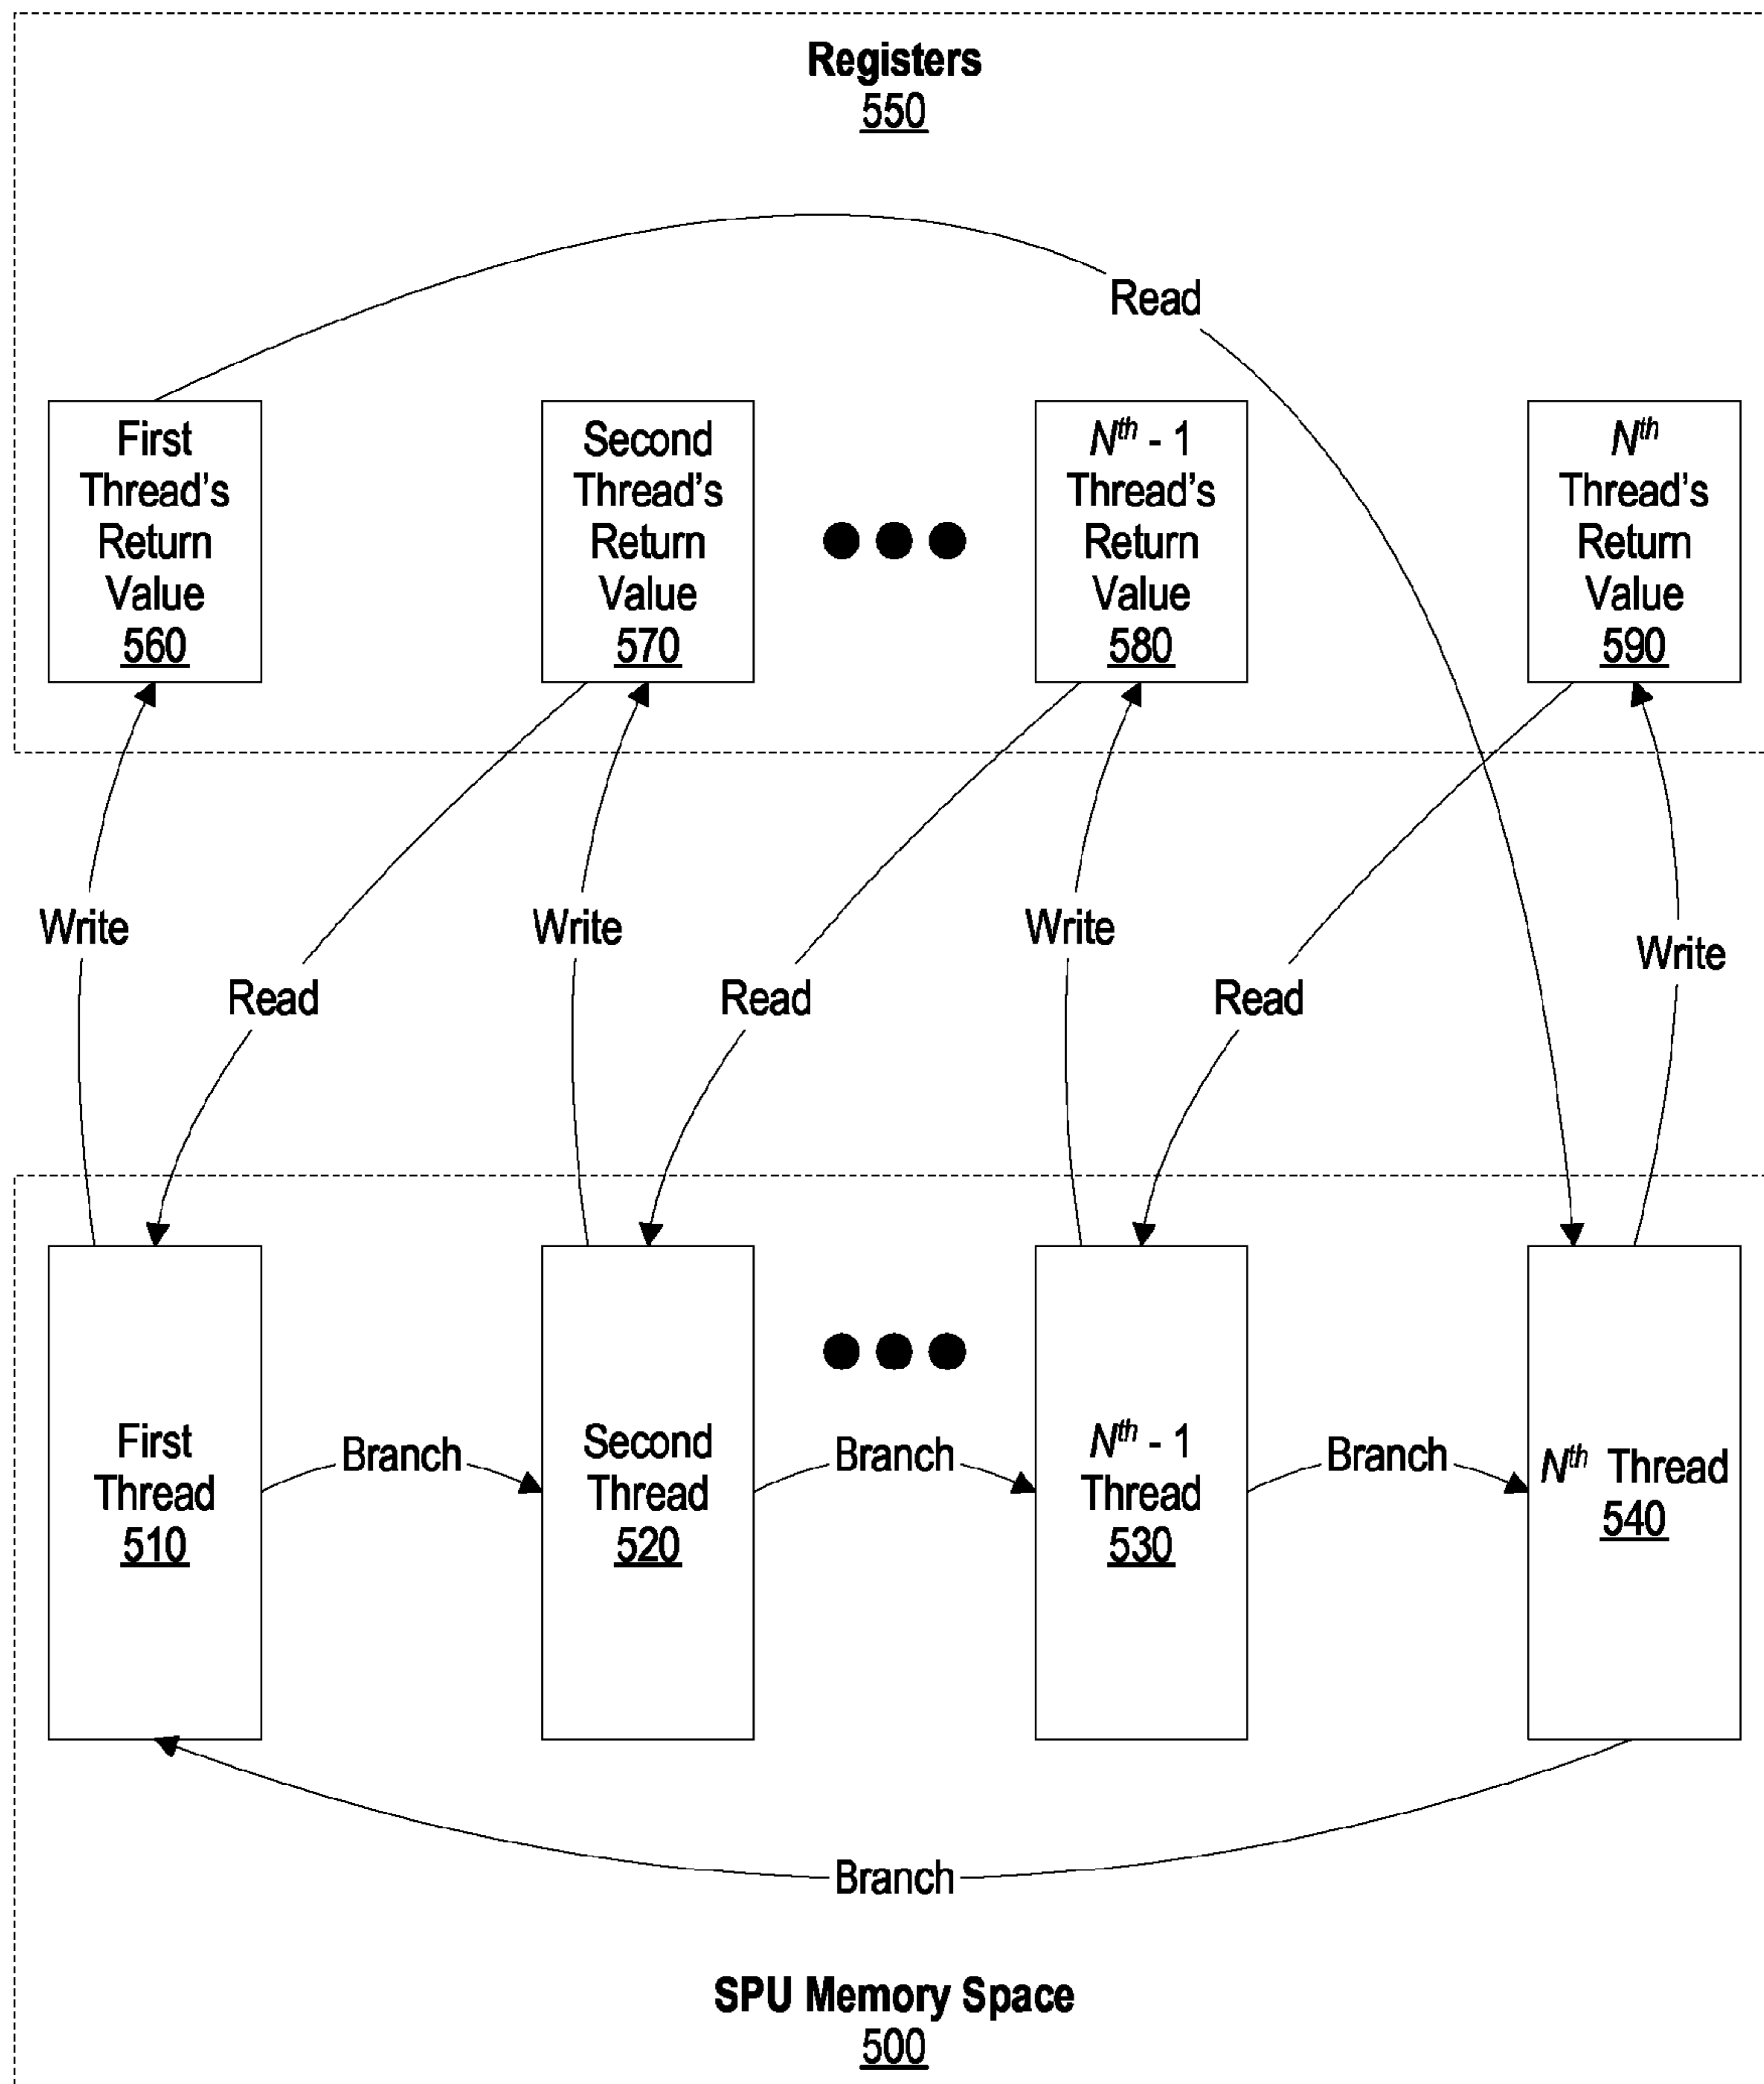 Registers
550
Read
First
Thread's
Return
Value
560
Second
Thread's
Return
Value
570
Nth - 1
Thread's
Return
Value
580
Nth
Thread's
Return
Value
590
Write
Write
Write
Write
Read
Read
Read
First
Thread
510
Branch
Second
Thread
520
Branch
Nth - 1
Thread
530
Branch
Nth Thread
540
Branch
SPU Memory Space
500